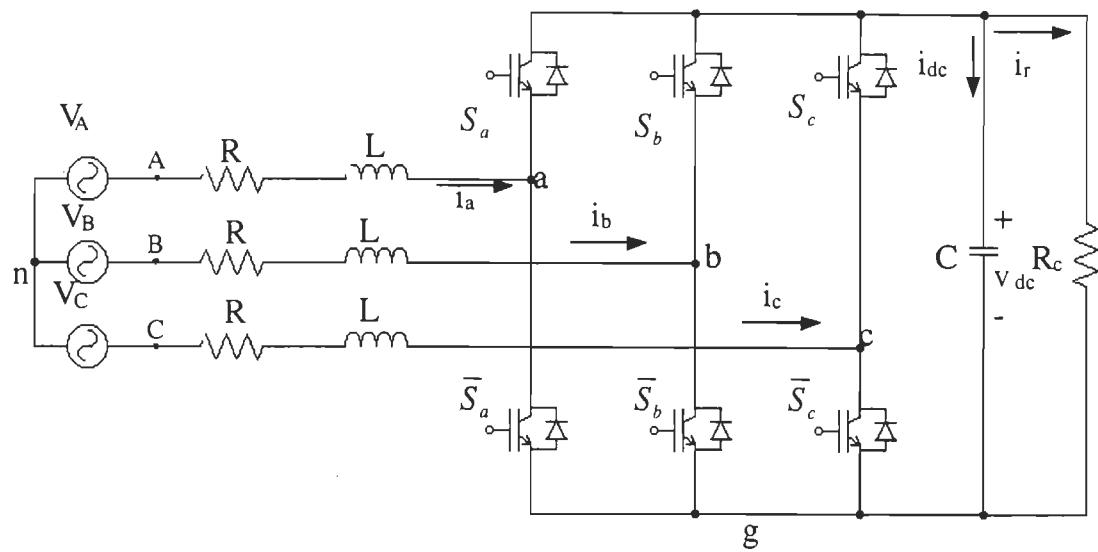 i_dc i_r
S_a S_b S_c
V_A
A R L
a
i_a
V_B
B R L
i_b
b
n
V_C
C R L
i_c
c
C + V_dc - R_c
S̅_a S̅_b S̅_c
g